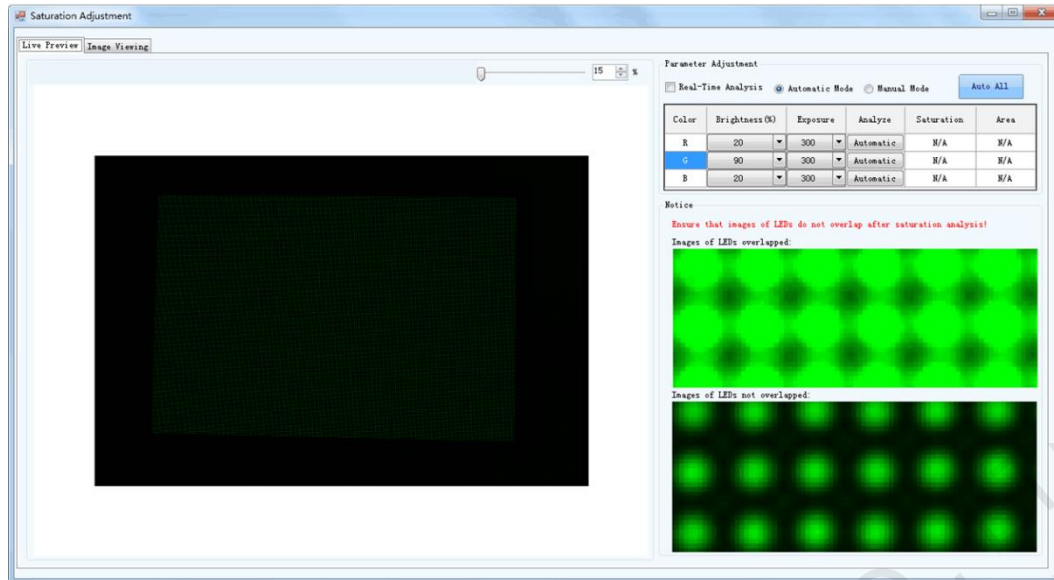 Saturation Adjustment
Live Preview Image Viewing
15 %
Parameter Adjustment
Real-Time Analysis Automatic Mode Manual Mode Auto All
Color Brightness(%) Exposure Analyze Saturation Area
R 20 300 Automatic N/A N/A
G 90 300 Automatic N/A N/A
B 20 300 Automatic N/A N/A
Notice
Ensure that images of LEDs do not overlap after saturation analysis!
Images of LEDs overlapped:
Images of LEDs not overlapped: